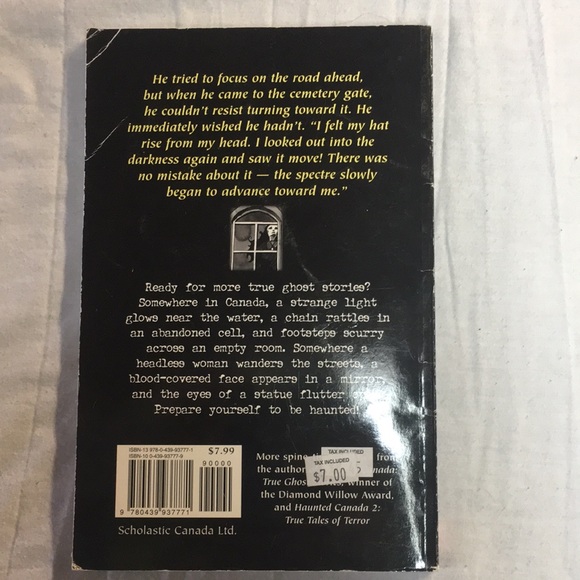 He tried to focus on the road ahead,
but when he came to the cemetery gate,
he couldn't resist turning toward it. He
immediately wished he hadn't. "I felt my hat
rise from my head. I looked out into the
darkness again and saw it move! There was
no mistake about it — the spectre slowly
began to advance toward me."
Ready for more true ghost stories?
Somewhere in Canada, a strange light
glows near the water, a chain rattles in
an abandoned cell, and footsteps scurry
across an empty room. Somewhere a
headless woman wanders the streets, a
blood-covered face appears in a mirror,
and the eyes of a statue flutter
Prepare yourself to be haunted!
ISBN-13 978-0-439-93777-1
ISBN-10 0-439-93777-9
$7.99
90000
9 780439 937771
Scholastic Canada Ltd.
More spine from
the author
True Ghos winner of
the Diamond Willow Award,
and Haunted Canada 2:
True Tales of Terror
TAX INCLUDED
TAX INCLUDED
$7.00
5